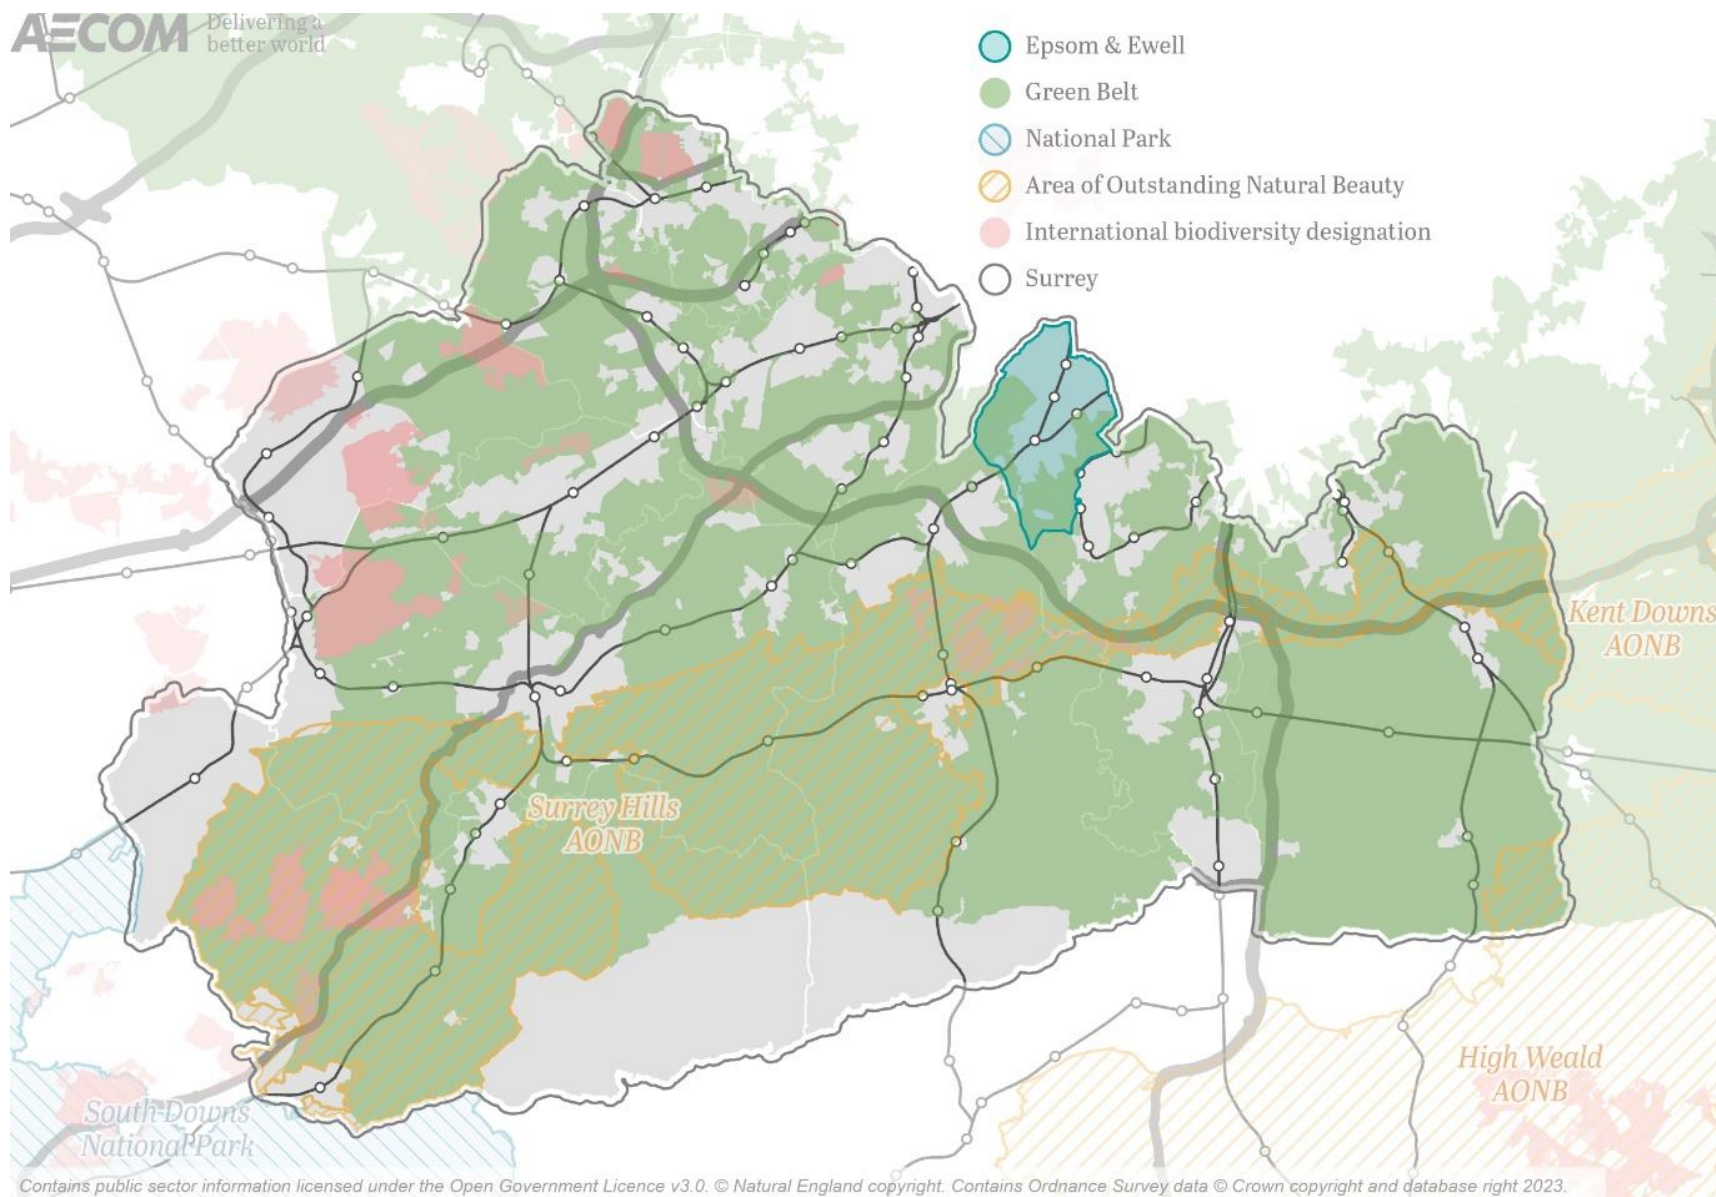 AECOM
Delivering a
better world
Epsom & Ewell
Green Belt
National Park
Area of Outstanding Natural Beauty
International biodiversity designation
Surrey
Kent Downs
AONB
Surrey Hills
AONB
High Weald
AONB
South Downs
National Park
Contains public sector information licensed under the Open Government Licence v3.0. © Natural England copyright. Contains Ordnance Survey data © Crown copyright and database right 2023.